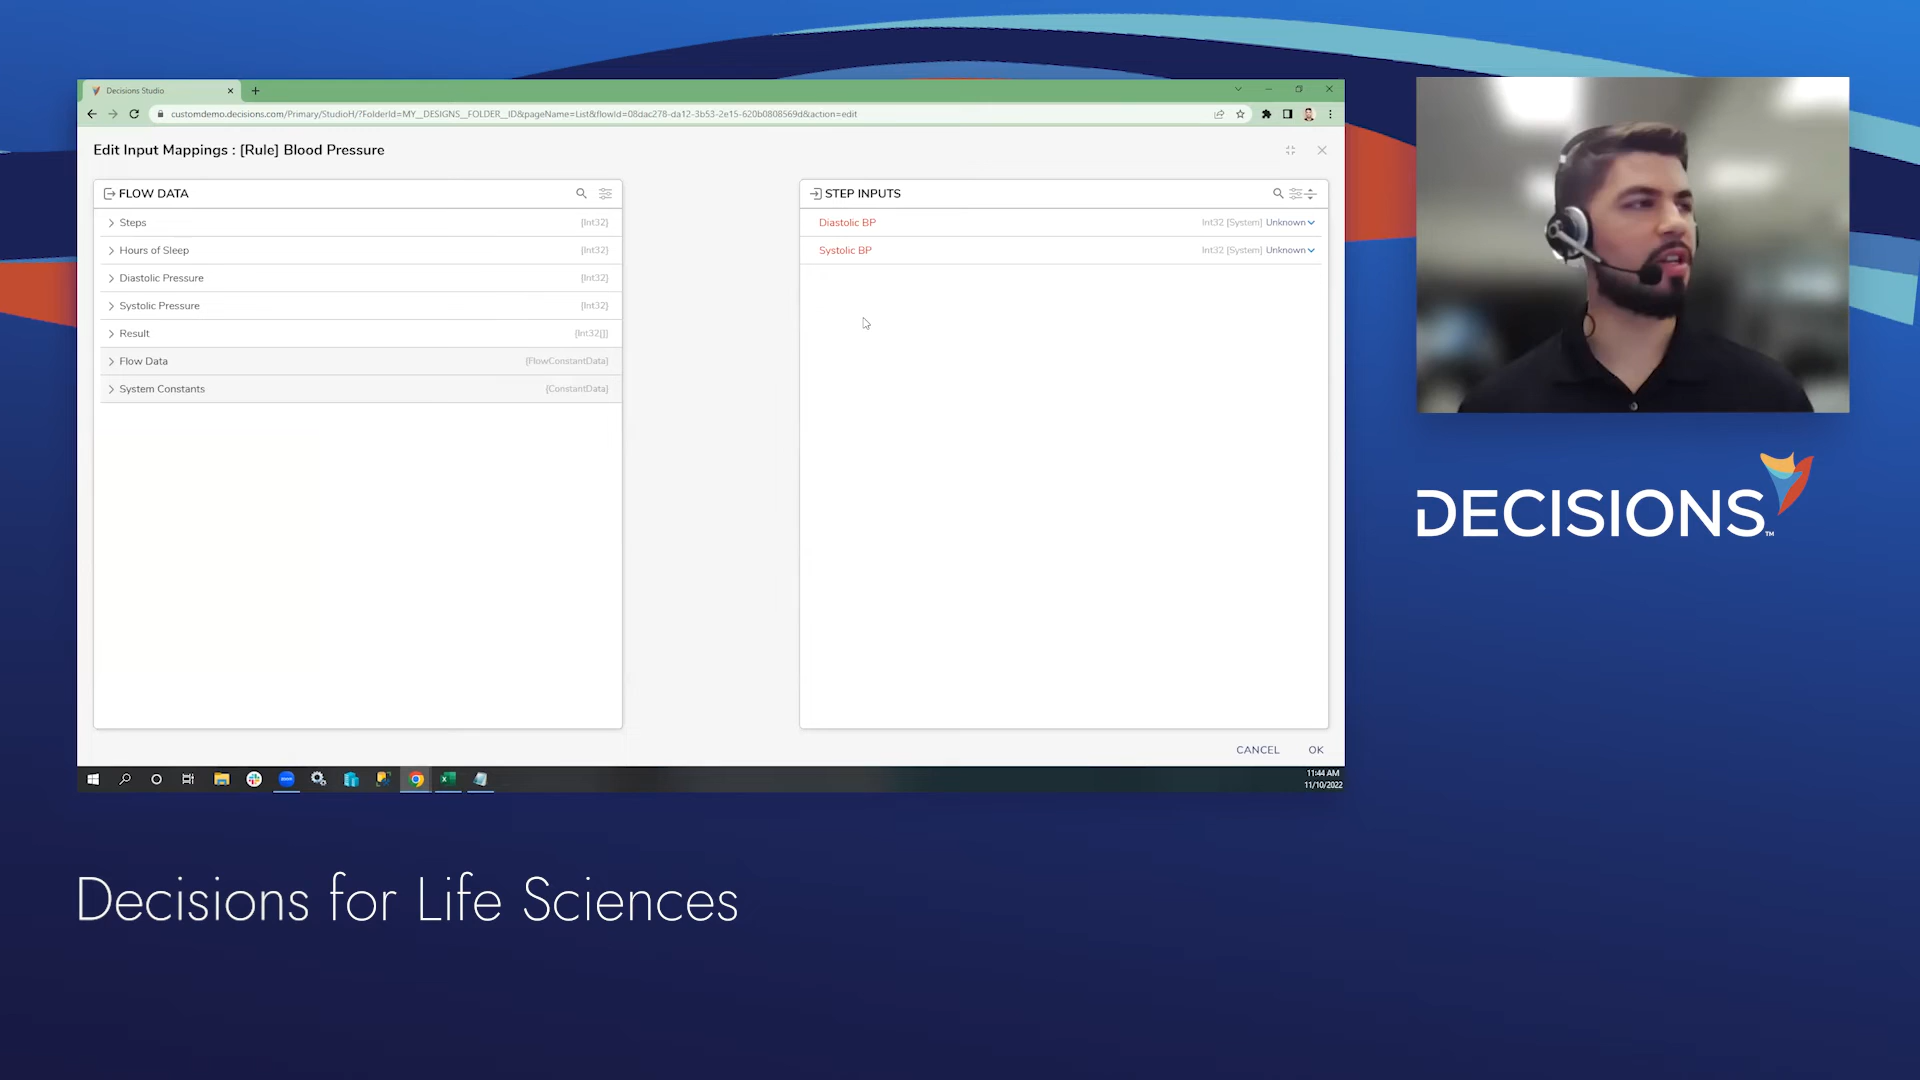 Decisions Studio
customdemo.decisions.com/Primary/StudioH/?FolderId=MY__DESIGNS__FOLDER__ID&pageName=List&flowId=08dac278-da12-3b53-2e15-620b0808569d&action=edit
Edit Input Mappings : [Rule] Blood Pressure
FLOW DATA
Steps [Int32]
Hours of Sleep [Int32]
Diastolic Pressure [Int32]
Systolic Pressure [Int32]
Result [Int32[]]
Flow Data [FlowConstantData]
System Constants [ConstantData]
STEP INPUTS
Diastolic BP Int32 [System] Unknown
Systolic BP Int32 [System] Unknown
CANCEL OK
11:44 AM
11/10/2022
DECISIONS™
Decisions for Life Sciences